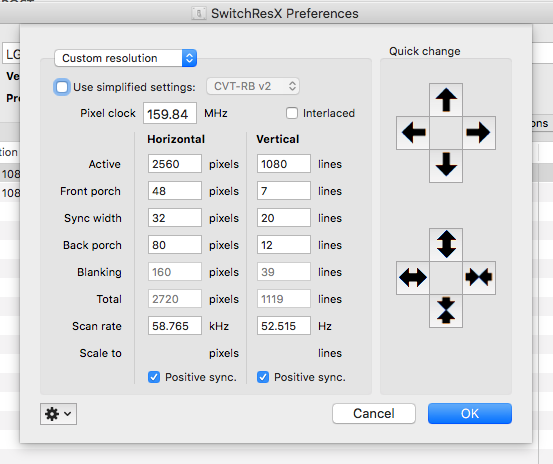 SwitchResX Preferences
LG
Custom resolution
Quick change
Ve
Use simplified settings: CVT-RB v2
Pr
Pixel clock 159.84 MHz Interlaced
ons
Horizontal Vertical
tion
Active 2560 pixels 1080 lines
108
Front porch 48 pixels 7 lines
108
Sync width 32 pixels 20 lines
Back porch 80 pixels 12 lines
Blanking 160 pixels 39 lines
Total 2720 pixels 1119 lines
Scan rate 58.765 kHz 52.515 Hz
Scale to pixels lines
Positive sync. Positive sync.
Cancel OK